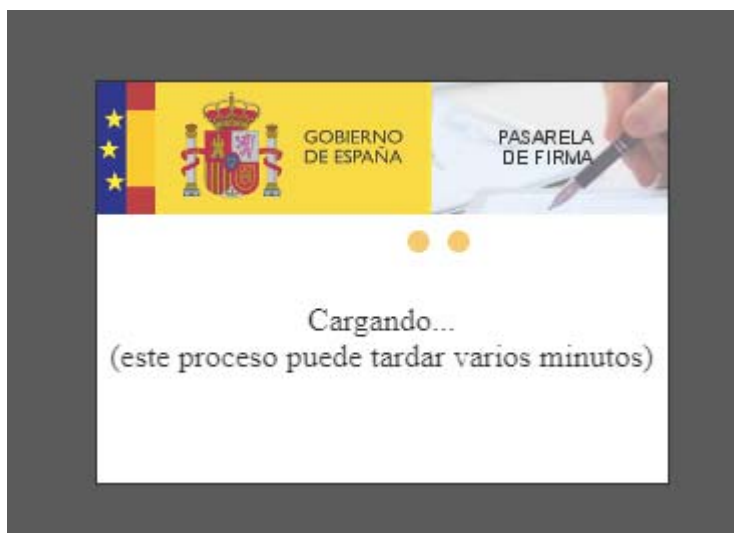 GOBIERNO
DE ESPAÑA
PASARELA
DE FIRMA
Cargando...
(este proceso puede tardar varios minutos)